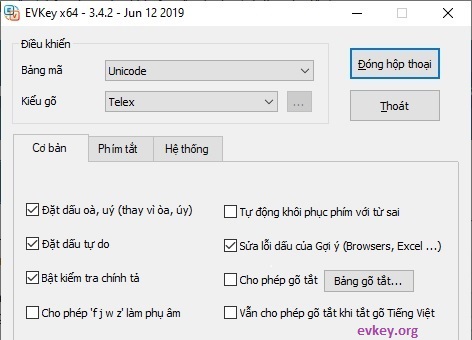 EVKey x64 - 3.4.2 - Jun 12 2019
Điều khiển
Bảng mã
Unicode
Đóng hộp thoại
Kiểu gõ
Telex
...
Thoát
Cơ bản
Phím tắt
Hệ thống
Đặt dấu oà, uý (thay vì òa, úy)
Tự động khôi phục phím với từ sai
Đặt dấu tự do
Sửa lỗi dấu của Gợi ý (Browsers, Excel ...)
Bật kiểm tra chính tả
Cho phép gõ tắt
Bảng gõ tắt...
Cho phép 'f j w z' làm phụ âm
Vẫn cho phép gõ tắt khi tắt gõ Tiếng Việt
evkey.org